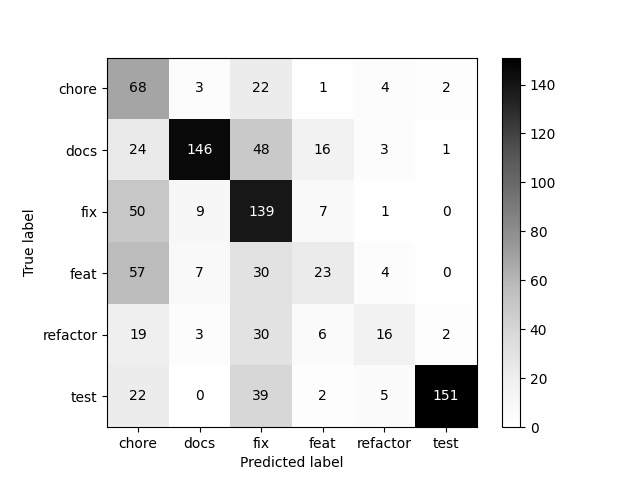 chore 68 3 22 1 4 2
docs 24 146 48 16 3 1
fix 50 9 139 7 1 0
feat 57 7 30 23 4 0
refactor 19 3 30 6 16 2
test 22 0 39 2 5 151
chore docs fix feat refactor test
Predicted label
True label
140
120
100
80
60
40
20
0